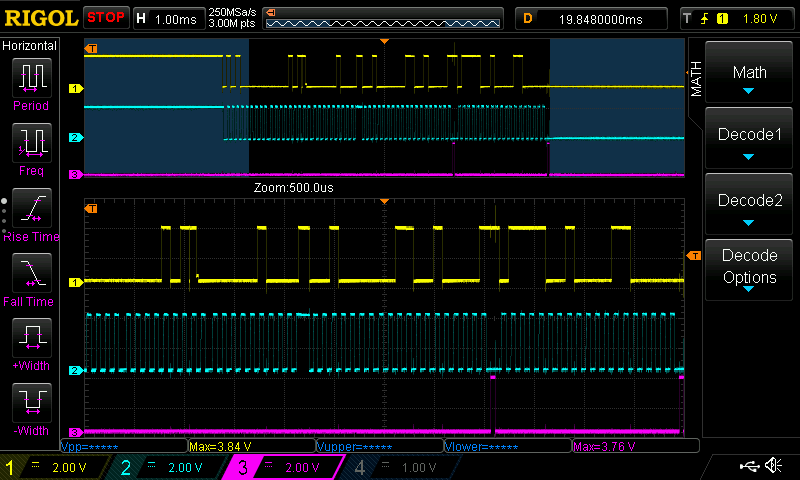 RIGOL STOP H 1.00ms 250MSa/s 3.00M pts D 19.8480000ms T 1 1.80 V
Horizontal
Period
Freq
Rise Time
Fall Time
+Width
-Width
T
1
2
3
Zoom:500.0us
T
T
1
2
3
MATH
Math
Decode1
Decode2
Decode
Options
Vpp=***** Max=3.84 V Vupper=***** Vlower=***** Max=3.76 V
1 = 2.00 V 2 = 2.00 V 3 = 2.00 V 4 = 1.00 V